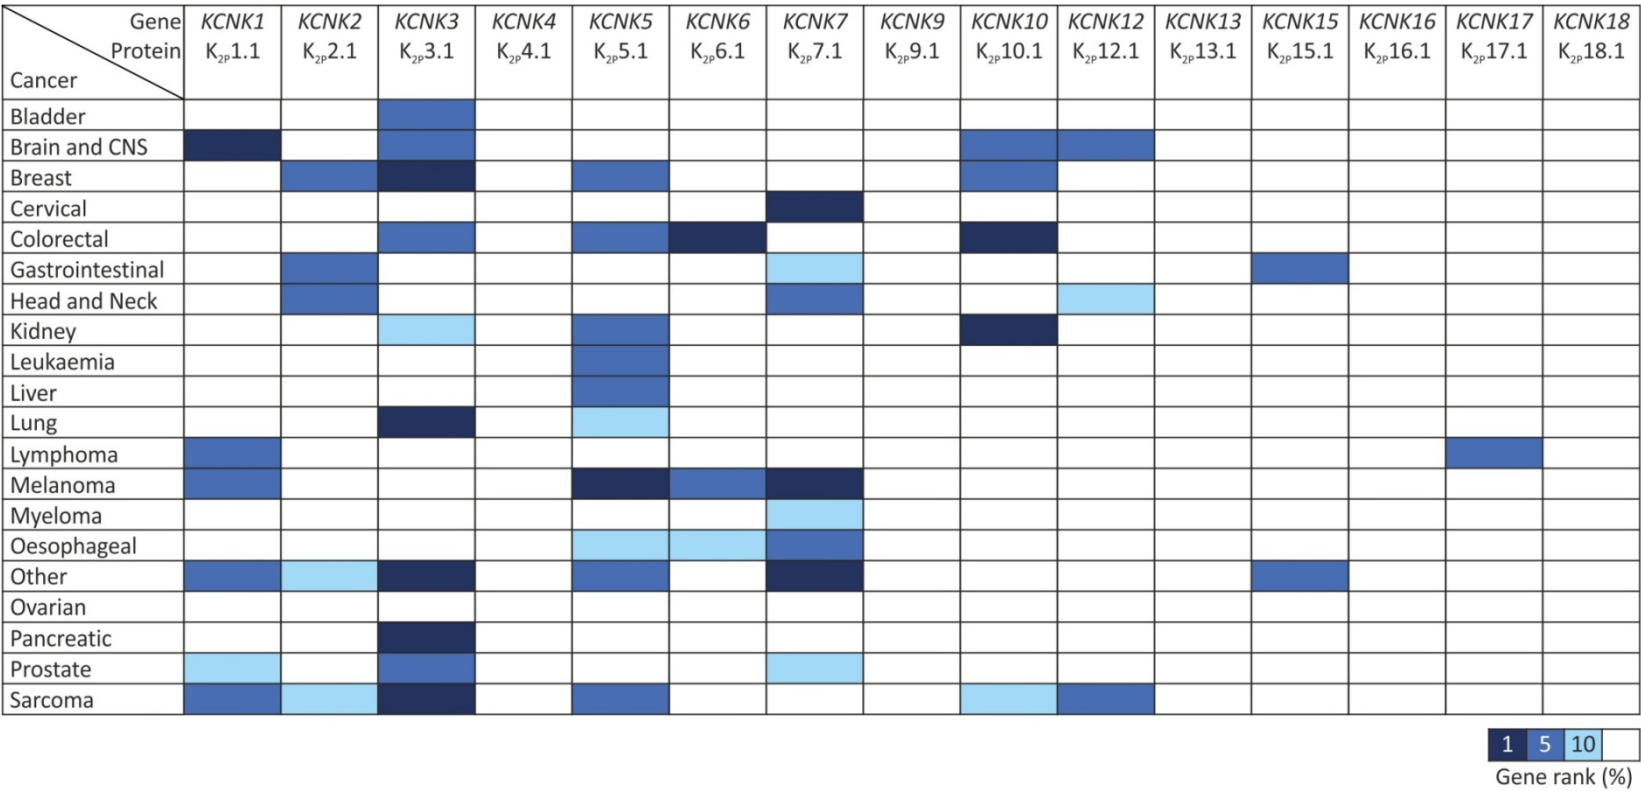 Gene KCNK1 KCNK2 KCNK3 KCNK4 KCNK5 KCNK6 KCNK7 KCNK9 KCNK10 KCNK12 KCNK13 KCNK15 KCNK16 KCNK17 KCNK18
Protein K₂ₚ1.1 K₂ₚ2.1 K₂ₚ3.1 K₂ₚ4.1 K₂ₚ5.1 K₂ₚ6.1 K₂ₚ7.1 K₂ₚ9.1 K₂ₚ10.1 K₂ₚ12.1 K₂ₚ13.1 K₂ₚ15.1 K₂ₚ16.1 K₂ₚ17.1 K₂ₚ18.1
Cancer
Bladder
Brain and CNS
Breast
Cervical
Colorectal
Gastrointestinal
Head and Neck
Kidney
Leukaemia
Liver
Lung
Lymphoma
Melanoma
Myeloma
Oesophageal
Other
Ovarian
Pancreatic
Prostate
Sarcoma
1 5 10
Gene rank (%)